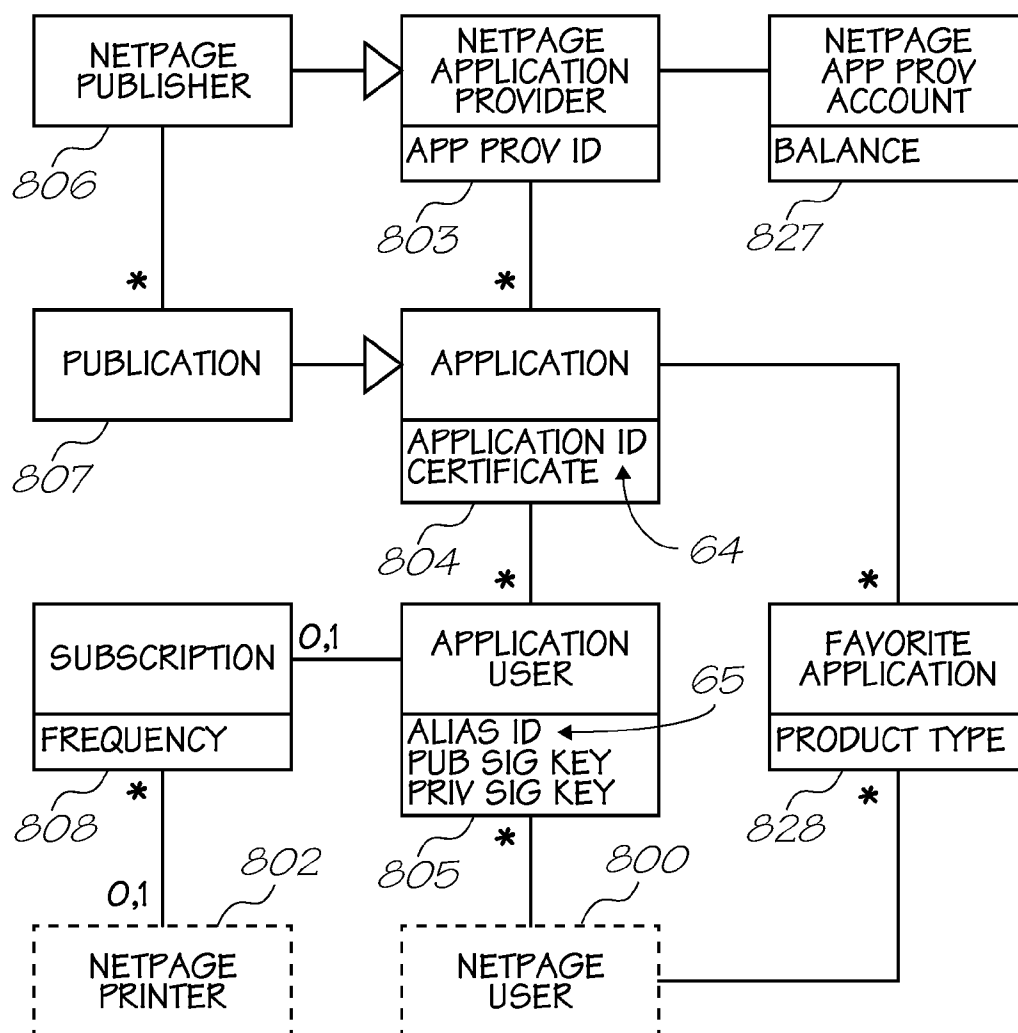 NETPAGE
PUBLISHER
806
NETPAGE
APPLICATION
PROVIDER
APP PROV ID
803
NETPAGE
APP PROV
ACCOUNT
BALANCE
827
*
*
PUBLICATION
807
APPLICATION
APPLICATION ID
CERTIFICATE
804
64
*
*
SUBSCRIPTION
FREQUENCY
808
0,1
APPLICATION
USER
ALIAS ID
PUB SIG KEY
PRIV SIG KEY
805
65
FAVORITE
APPLICATION
PRODUCT TYPE
828
*
*
*
0,1
802
NETPAGE
PRINTER
800
NETPAGE
USER